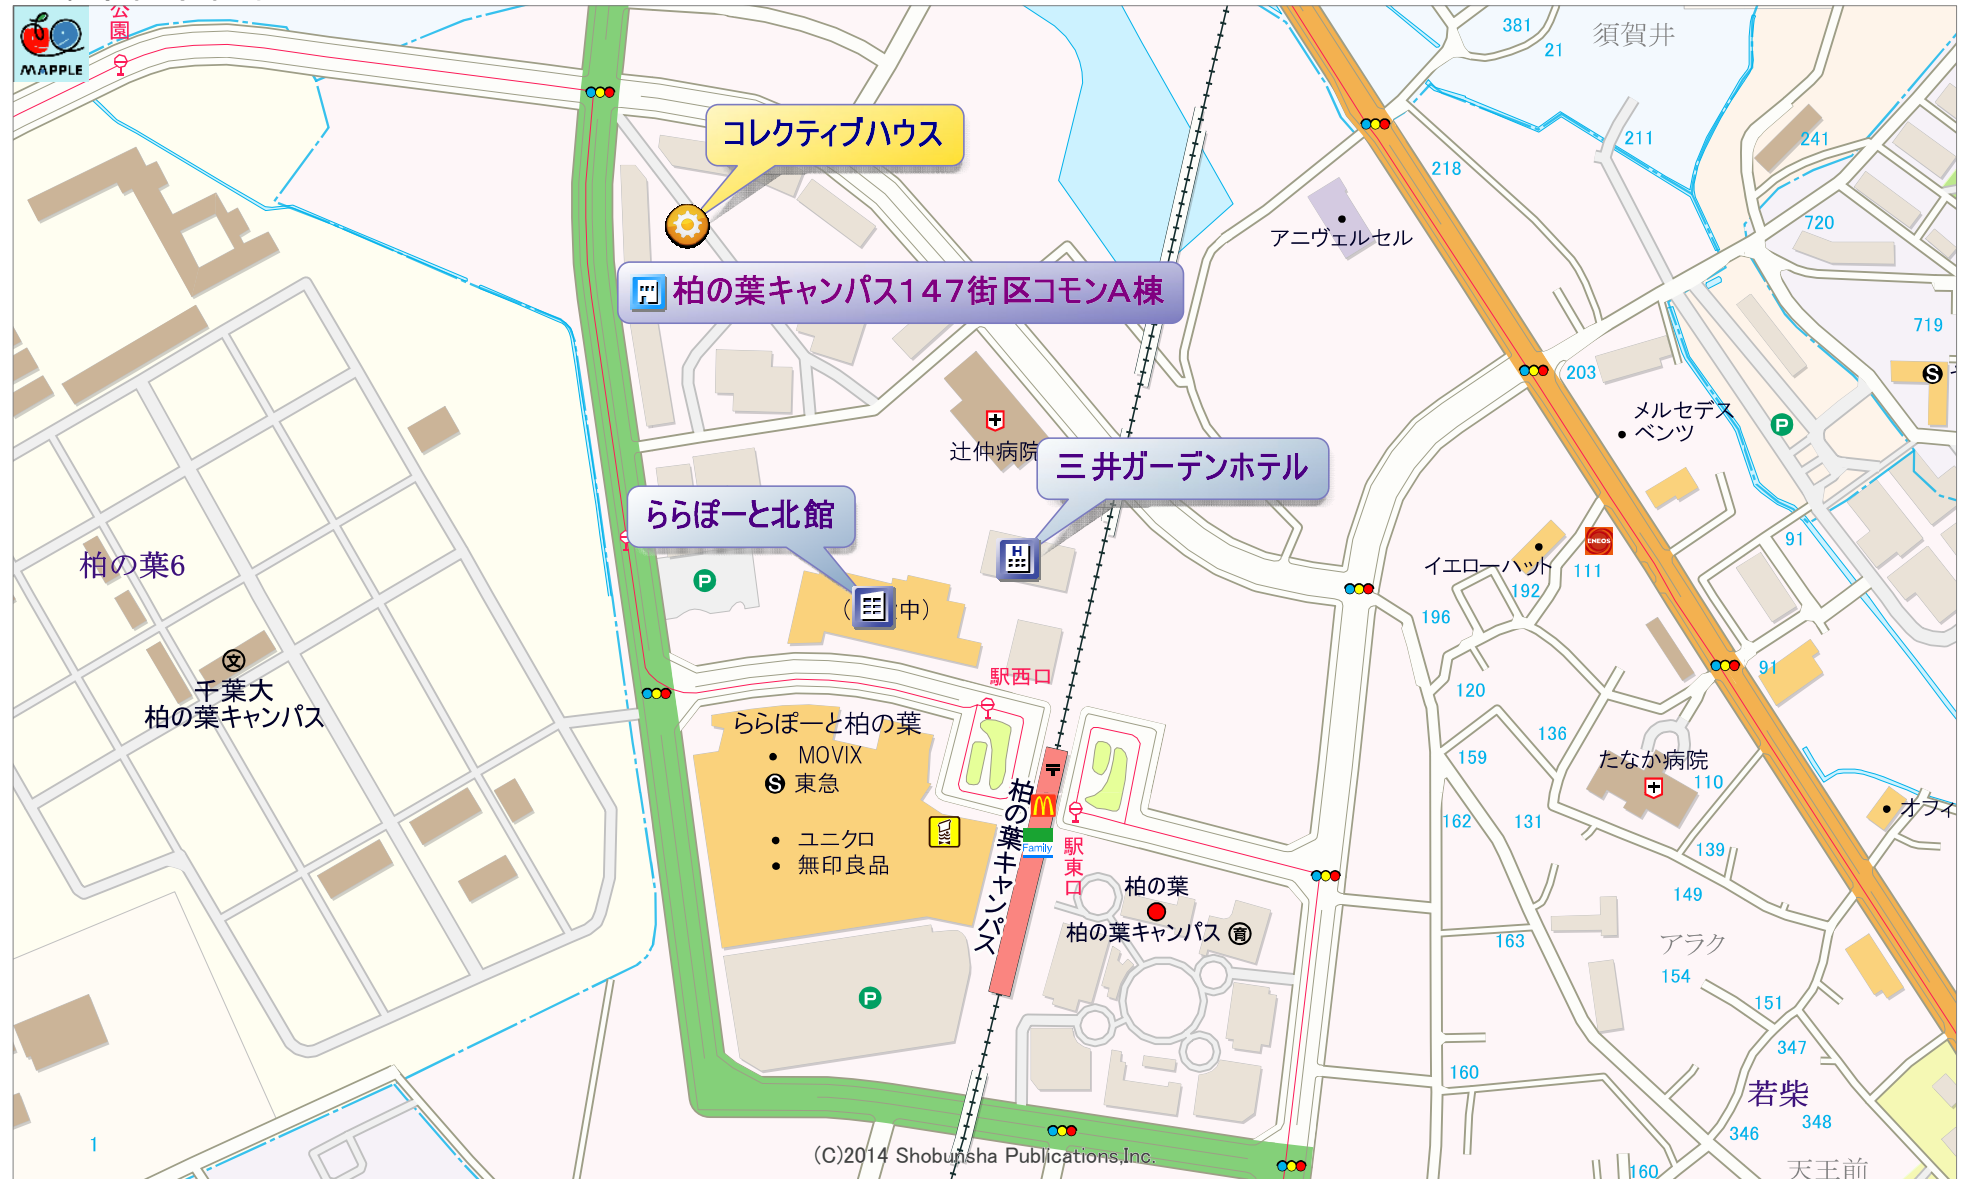 公園
MAPPLE
381
21
須賀井
コレクティブハウス
211
241
218
720
アニヴェルセル
柏の葉キャンパス147街区コモンA棟
719
203
メルセデス
ベンツ
辻仲病院
三井ガーデンホテル
ららぽーと北館
柏の葉6
P
P
H
ENEOS
91
イエローハット
111
192
196
中)
千葉大
柏の葉キャンパス
駅西口
91
120
136
159
ららぽーと柏の葉
MOVIX
東急
ユニクロ
無印良品
たなか病院
110
オフィ
柏の葉キャンパス
Family
駅東口
162
131
139
149
柏の葉
柏の葉キャンパス
育
163
アラク
154
151
P
347
160
若柴
348
346
1
(C)2014 Shobunsha Publications,Inc.
160
天王前